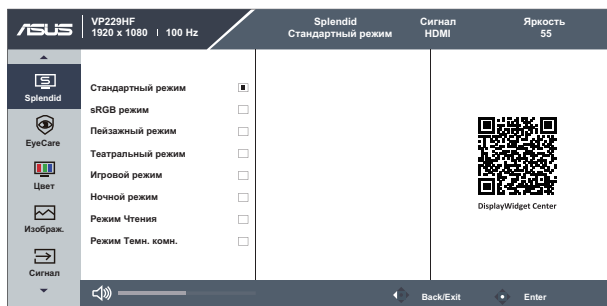 ASUS
VP229HF
1920 x 1080 | 100 Hz
Splendid
Стандартный режим
Сигнал
HDMI
Яркость
55
Splendid
EyeCare
Цвет
Изображ.
Сигнал
Стандартный режим
sRGB режим
Пейзажный режим
Театральный режим
Игровой режим
Ночной режим
Режим Чтения
Режим Темн. комн.
DisplayWidget Center
Back/Exit
Enter